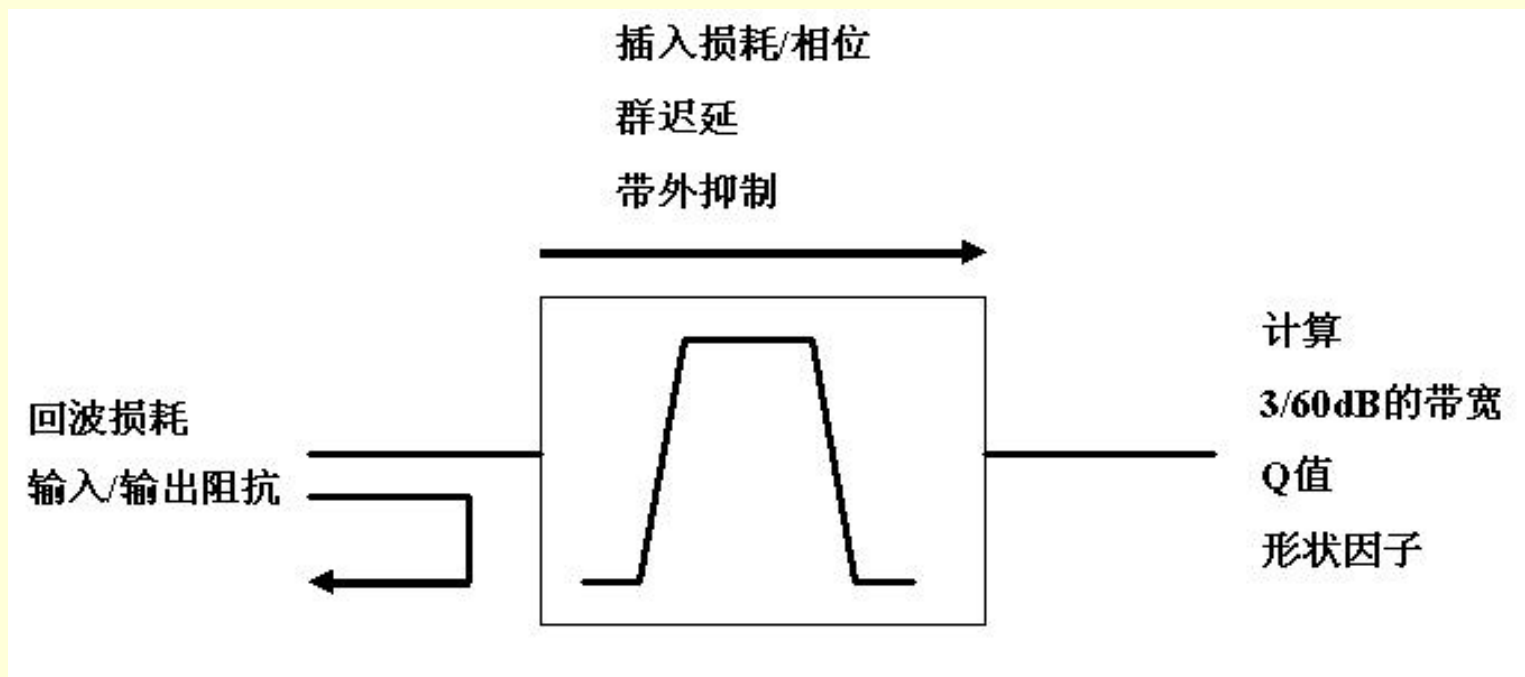 插入损耗/相位
群迟延
带外抑制
回波损耗
输入/输出阻抗
计算
3/60dB的带宽
Q值
形状因子